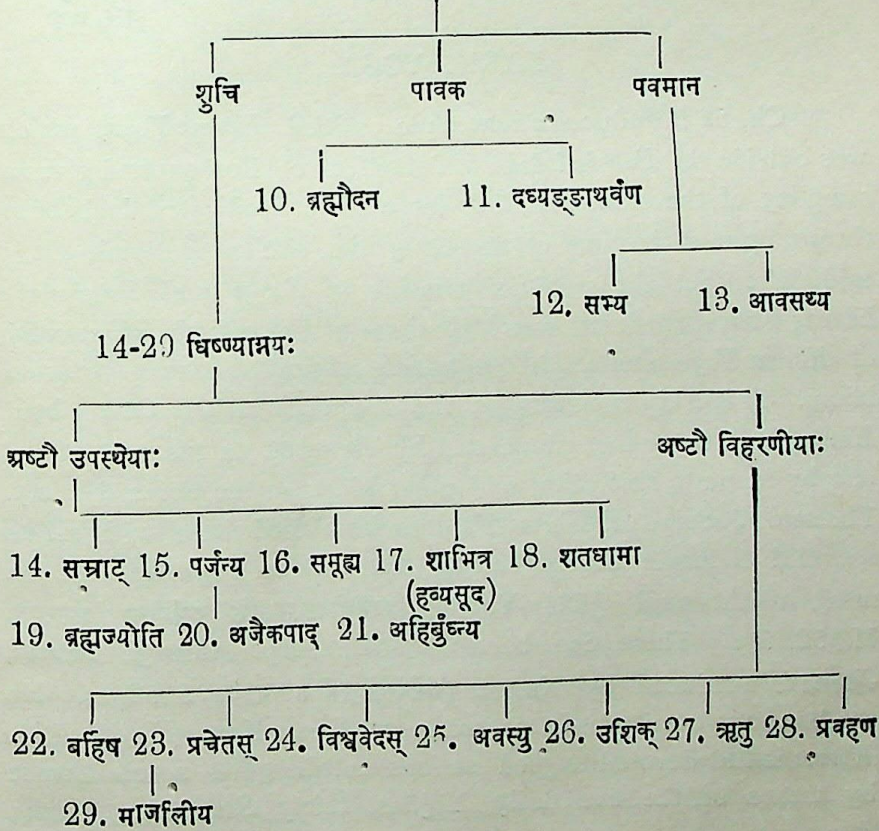 शुचि पावक पवमान
10. ब्रह्मौदन 11. दध्यङ्ङाथर्वण
12. सभ्य 13. आवसथ्य
14-29 धिष्ण्याग्नयः
अष्टौ उपस्थेयाः अष्टौ विहरणीयाः
14. सम्राट् 15. पर्जन्य 16. समूह्य 17. शाभित्र 18. शतधामा
(हव्यसूद)
19. ब्रह्मज्योति 20. अजैकपाद् 21. अहिर्बुंध्न्य
22. बर्हिष 23. प्रचेतस् 24. विश्ववेदस् 25. अवस्यु 26. उशिक् 27. ऋतु 28. प्रवहण
29. मार्जालीय